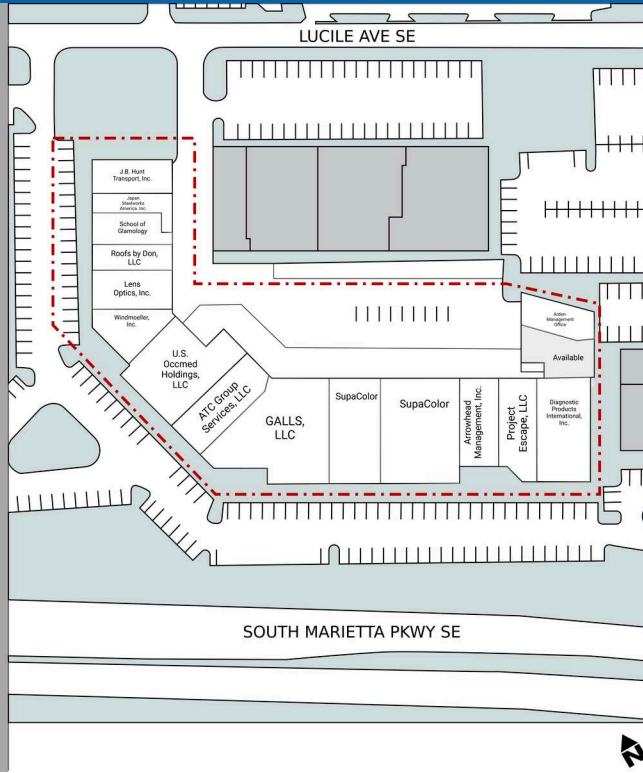 LUCILE AVE SE
J.B. Hunt
Transport, Inc.
Japan
Steelworks
America. Inc.
School of
Glamology
Roofs by Don,
LLC
Lens
Optics, Inc.
Windmoeller,
Inc.
U.S.
Occmed
Holdings,
LLC
ATC Group
Services, LLC
GALLS,
LLC
SupaColor
SupaColor
Arrowhead
Management, Inc.
Project
Escape, LLC
Arden
Management
Office
Available
Diagnostic
Products
International,
Inc.
SOUTH MARIETTA PKWY SE
N